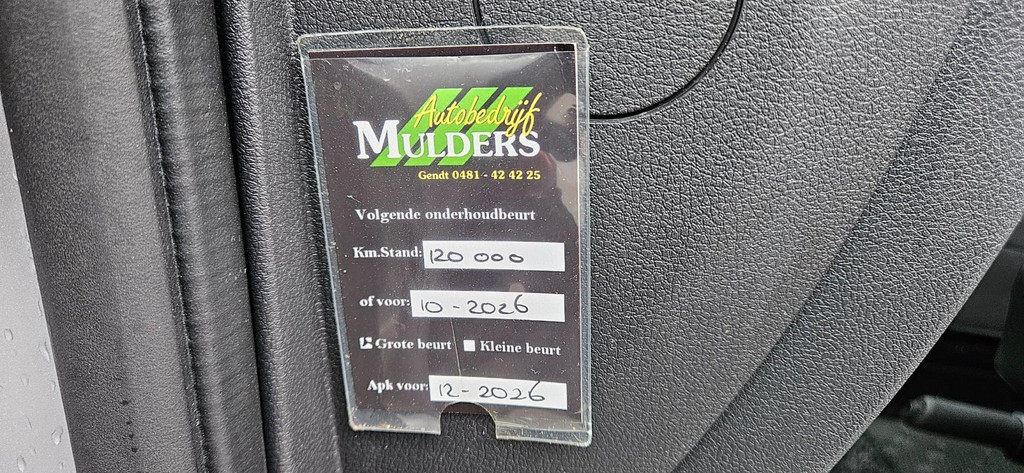 Autobedrijf
MULDERS
Gendt 0481 - 42 42 25
Volgende onderhoudbeurt
Km.Stand: 120 000
of voor: 10-2026
Grote beurt Kleine beurt
Apk voor: 12-2026